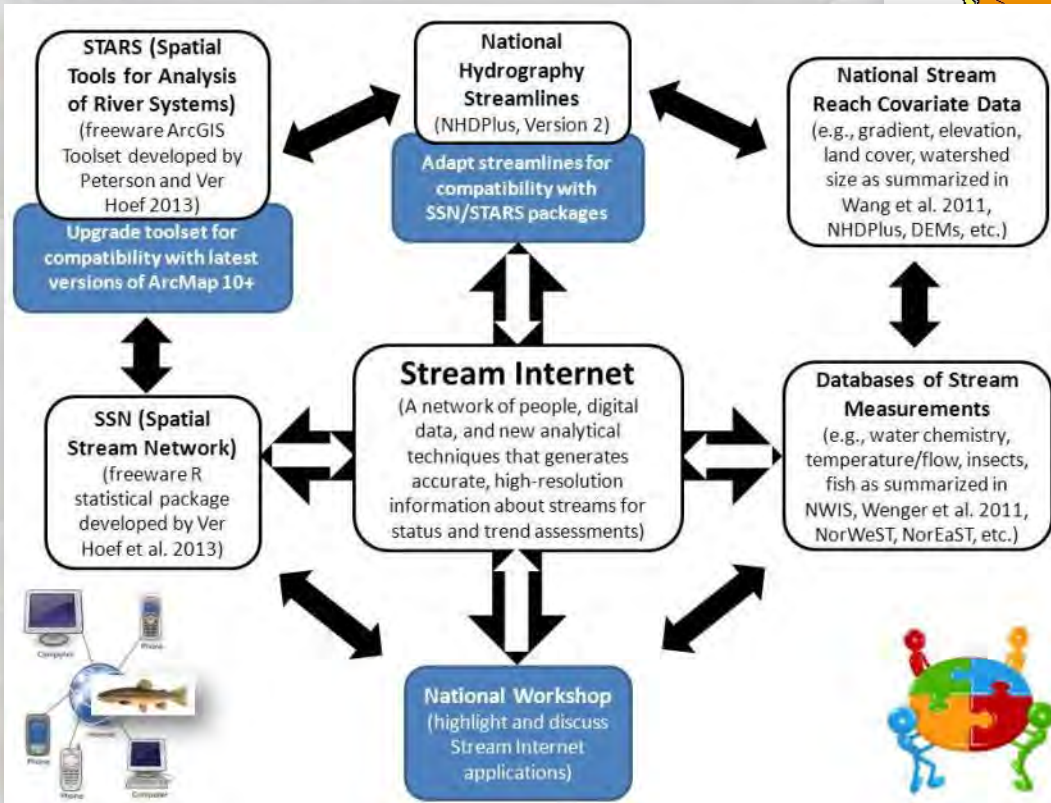 STARS (Spatial
Tools for Analysis
of River Systems)
(freeware ArcGIS
Toolset developed by
Peterson and Ver
Hoef 2013)
Upgrade toolset for
compatibility with latest
versions of ArcMap 10+
National
Hydrography
Streamlines
(NHDPlus, Version 2)
Adapt streamlines for
compatibility with
SSN/STARS packages
National Stream
Reach Covariate Data
(e.g., gradient, elevation,
land cover, watershed
size as summarized in
Wang et al. 2011,
NHDPlus, DEMs, etc.)
SSN (Spatial
Stream Network)
(freeware R
statistical package
developed by Ver
Hoef et al. 2013)
Stream Internet
(A network of people, digital
data, and new analytical
techniques that generates
accurate, high-resolution
information about streams for
status and trend assessments)
Databases of Stream
Measurements
(e.g., water chemistry,
temperature/flow, insects,
fish as summarized in
NWIS, Wenger et al. 2011,
NorWeST, NorEaST, etc.)
National Workshop
(highlight and discuss
Stream Internet
applications)
Computer
Phone
Phone
Phone
Computer